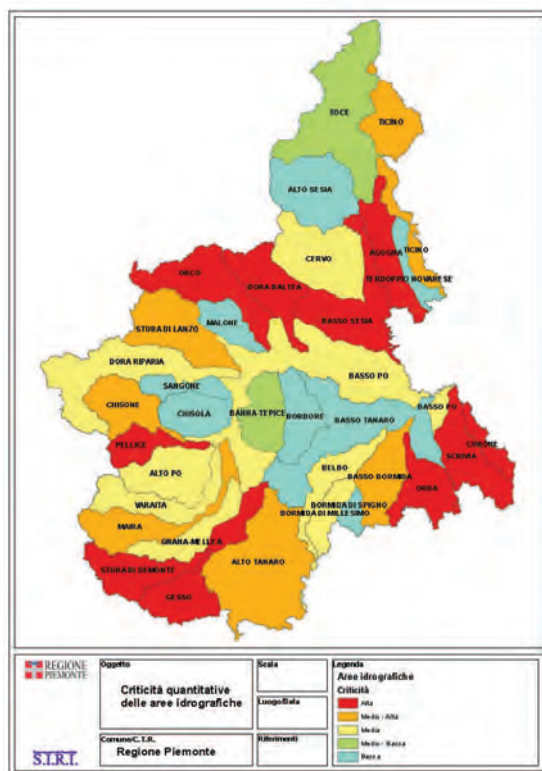 TOCE
TICINO
ALTO SESIA
CERVO
AGOGNA
TICINO
TERDOPPIO NOVARESE
ORCO
DORA BALTEA
BASSO SESIA
MALONE
STURA DI LANZO
DORA RIPARIA
BASSO PO
SANGONE
CHISONE
CHISOLA
BANNA-TEPICE
BORBORE
BASSO TANARO
BASSO PO
CURONE
SCRIVIA
PELLICE
ALTO PO
BELBO
BASSO BORMIDA
ORBA
VARAITA
BORMIDA DI SPIGNO
BORMIDA DI MILLESIMO
MAIRA
GRANA-MELLEA
ALTO TANARO
STURA DI DEMONTE
GESSO
REGIONE
PIEMONTE
S.I.R.I.
Oggetto
Criticità quantitative
delle aree idrografiche
Comune/C.T.R.
Regione Piemonte
Scala
Luogo/Data
Riferimenti
Legenda
Aree idrografiche
Criticità
Alta
Media - Alta
Media
Media - Bassa
Bassa